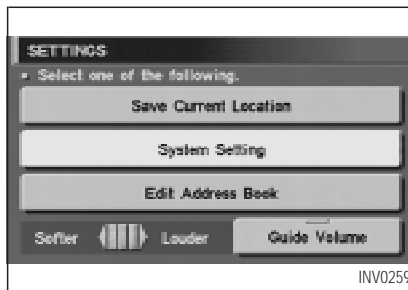 SETTINGS
Select one of the following.
Save Current Location
System Setting
Edit Address Book
Softer Louder Guide Volume
INV0259